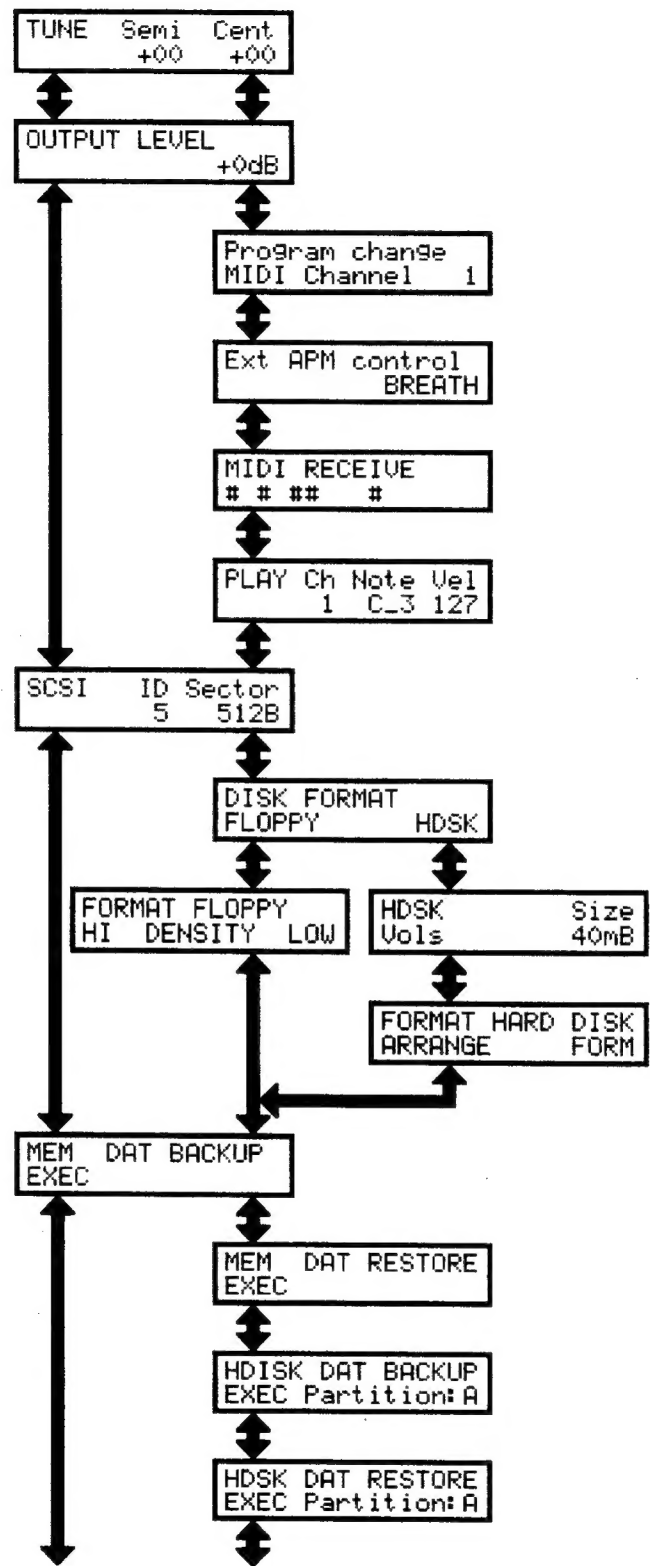 TUNE Semi Cent
+00 +00
OUTPUT LEVEL
+0dB
Program change
MIDI Channel 1
Ext APM control
BREATH
MIDI RECEIVE
# # ## #
PLAY Ch Note Vel
1 C_3 127
SCSI ID Sector
5 512B
DISK FORMAT
FLOPPY HDSK
FORMAT FLOPPY
HI DENSITY LOW
HDSK Size
Vols 40mB
FORMAT HARD DISK
ARRANGE FORM
MEM DAT BACKUP
EXEC
MEM DAT RESTORE
EXEC
HDISK DAT BACKUP
EXEC Partition:A
HDSK DAT RESTORE
EXEC Partition:A